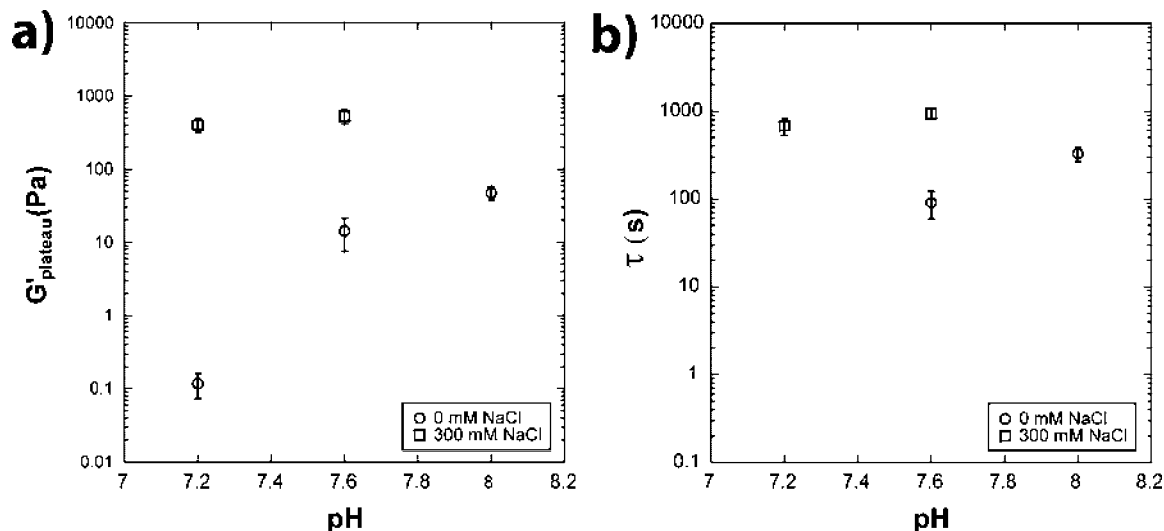 a)
10000
1000
100
10
1
0.1
0.01
G'plateau(Pa)
7 7.2 7.4 7.6 7.8 8 8.2
pH
0 mM NaCl
300 mM NaCl
b)
10000
1000
100
10
1
0.1
τ (s)
7 7.2 7.4 7.6 7.8 8 8.2
pH
0 mM NaCl
300 mM NaCl